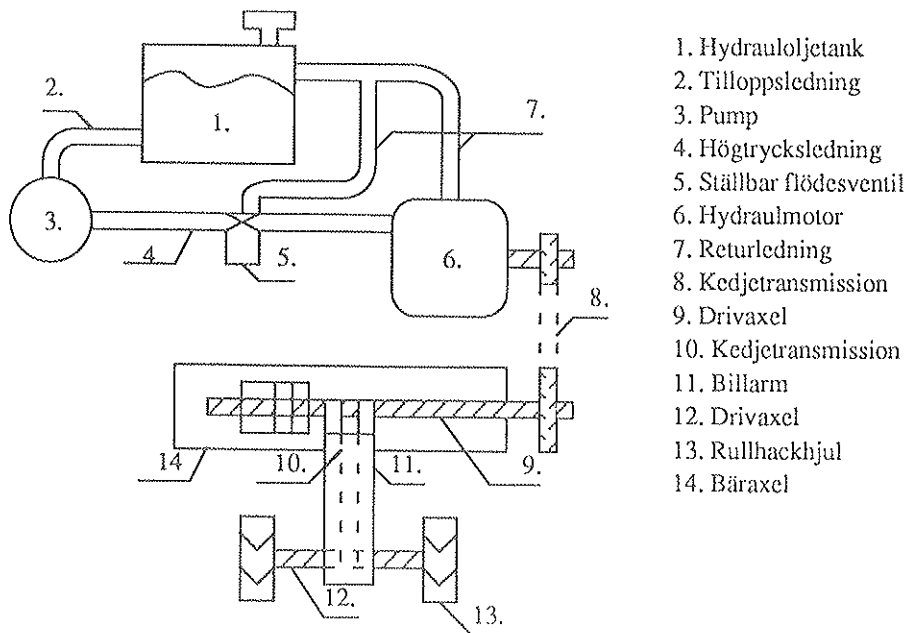 1. Hydrauloljetank
2. Tilloppsledning
3. Pump
4. Högtrycksledning
5. Ställbar flödesventil
6. Hydraulmotor
7. Returledning
8. Kedjetransmission
9. Drivaxel
10. Kedjetransmission
11. Billarm
12. Drivaxel
13. Rullhackhjul
14. Bäraxel
2.
1.
7.
3.
4
5.
6.
8.
14
10.
11.
9.
12.
13.